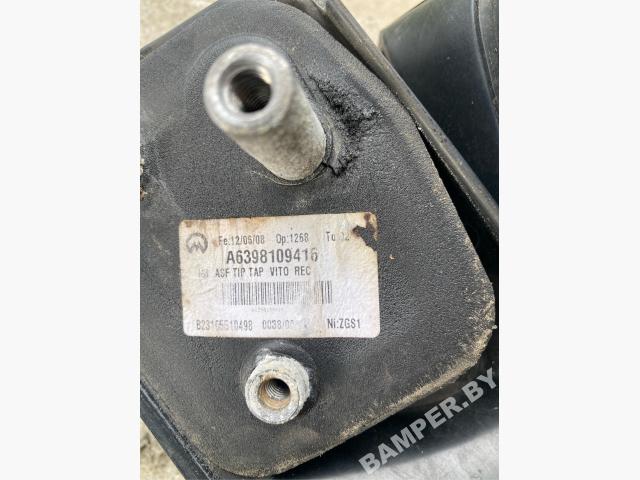 Fe:12/06/08 Op:1268
A6398109416
ASF TIP TAP VITO REC
Ni:ZGS1
BAMPER.BY